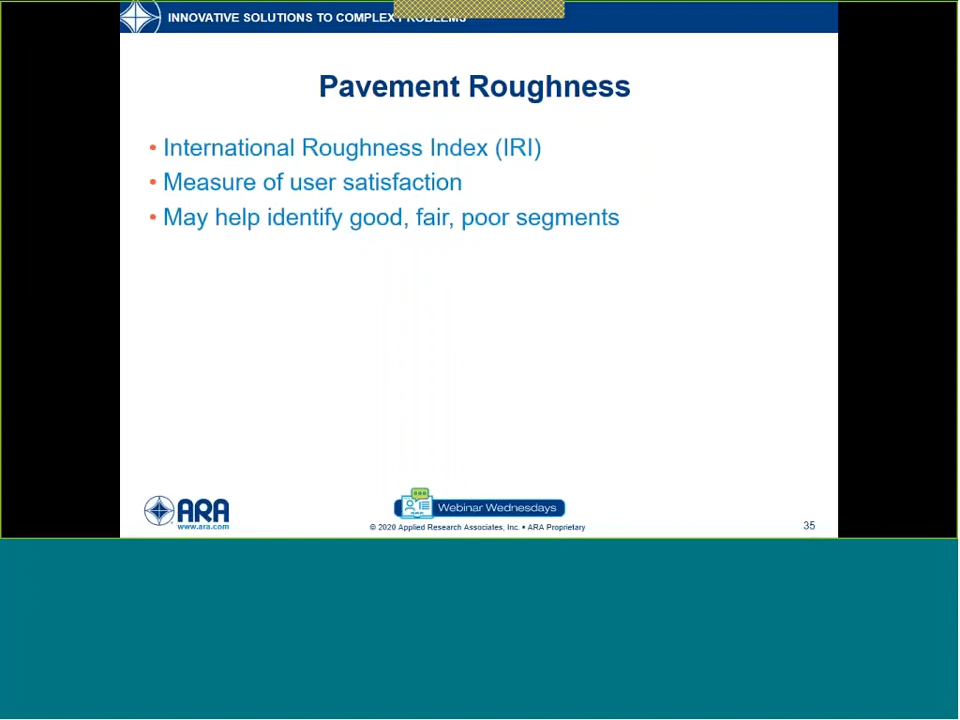 INNOVATIVE SOLUTIONS TO COMPLEX PROBLEMS
Pavement Roughness
• International Roughness Index (IRI)
• Measure of user satisfaction
• May help identify good, fair, poor segments
ARA
www.ara.com
Webinar Wednesdays
© 2020 Applied Research Associates, Inc. • ARA Proprietary
35